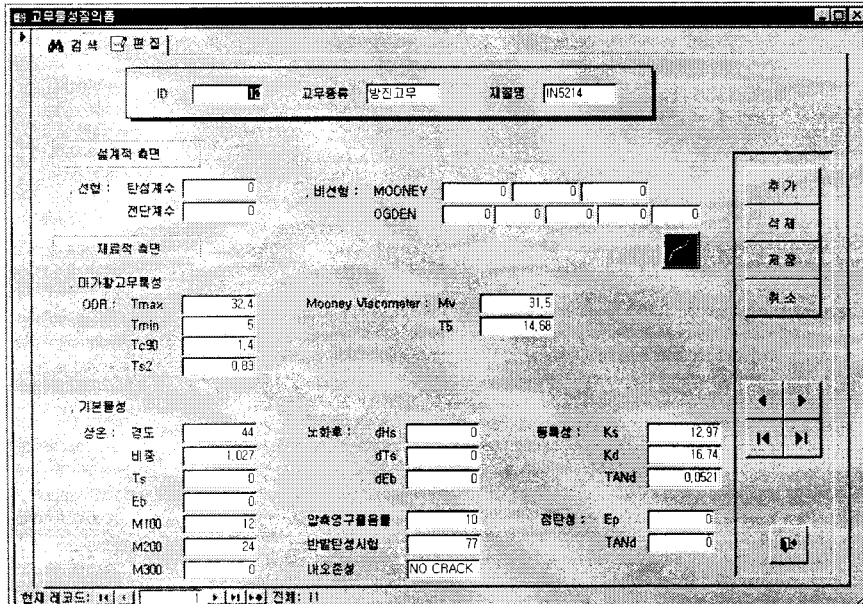 고무물성질의폼
검색 편집
ID 고무종류 방진고무 재질명 IN5214
설계적 측면
선형 : 탄성계수 0 비선형 : MOONEY 0 0 0
전단계수 0 OGDEN 0 0 0 0 0
재료적 측면
미가황고무특성
ODR : Tmax 32,4 Mooney Viscometer : Mv 31,5
Tmin 5 T5 14,68
Tc90 1,4
Ts2 0,83
기본물성
상온 : 경도 44 노화후 : dHs 0 동특성 : Ks 12,97
비중 1,027 dTs 0 Kd 16,74
Ts 0 dEb 0 TANd 0,0521
Eb 0
M100 12 압축영구줄음률 10 점탄성 : Ep 0
M200 24 반발탄성시험 77 TANd 0
M300 0 내오존성 NO CRACK
추가
삭제
저장
취소
현재 레코드: 전체: 11